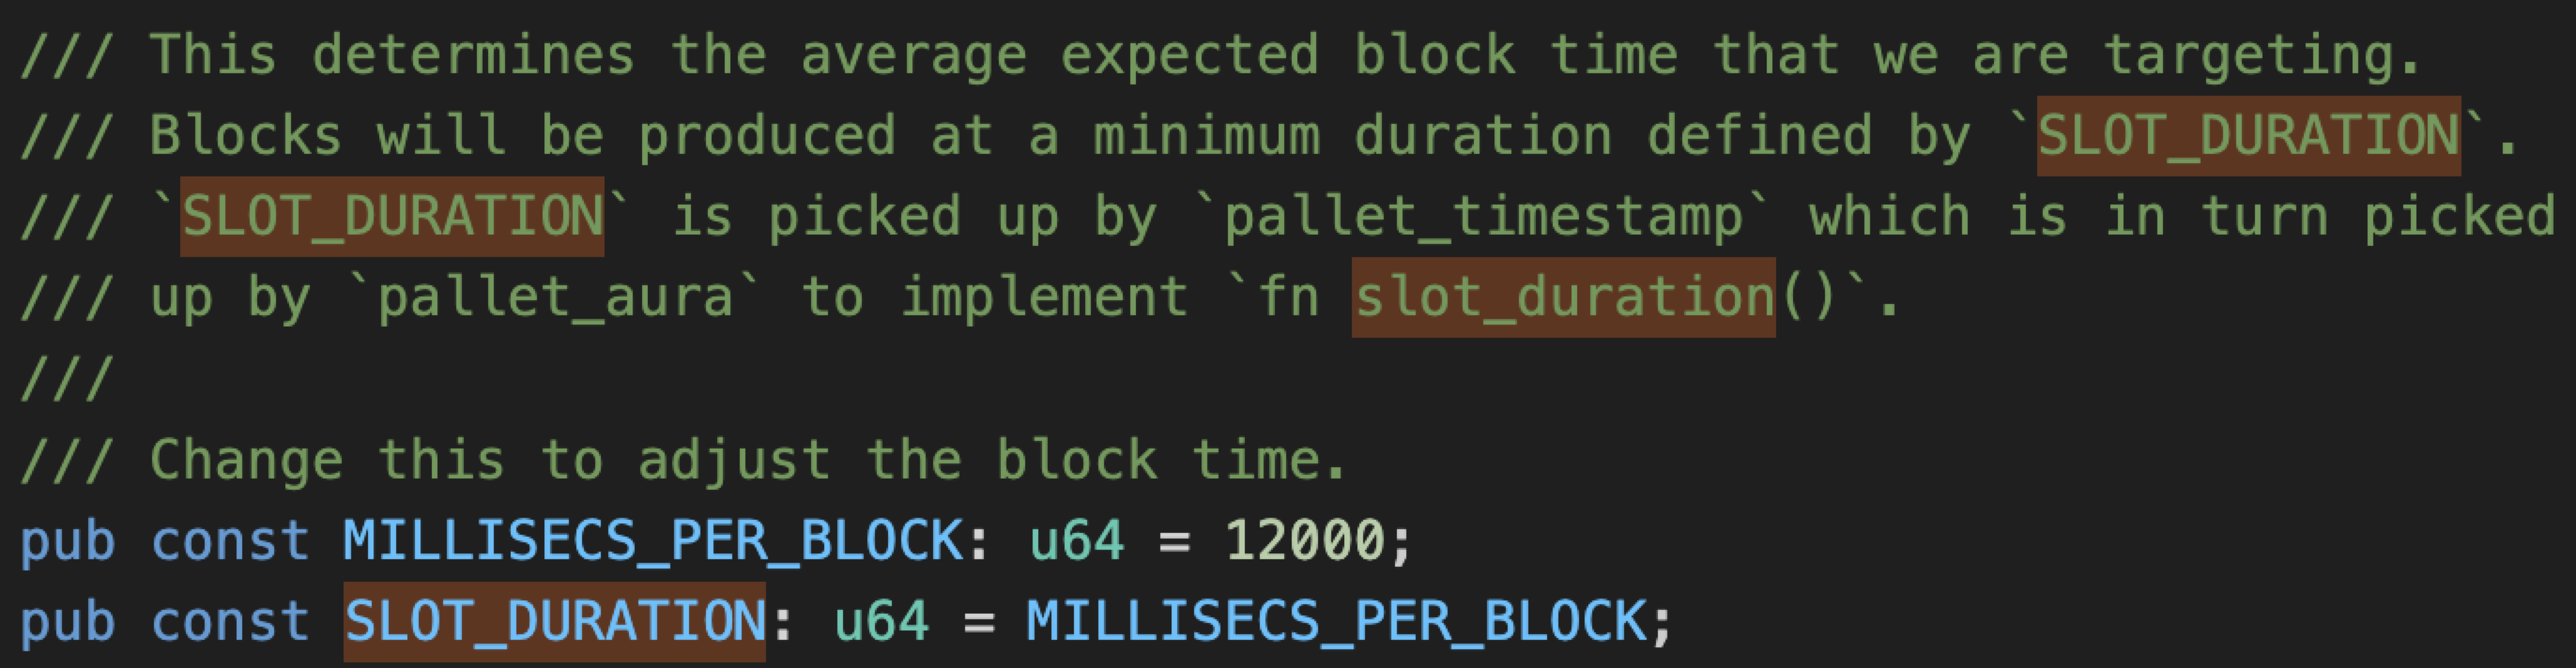 /// This determines the average expected block time that we are targeting.
/// Blocks will be produced at a minimum duration defined by `SLOT_DURATION`.
/// `SLOT_DURATION` is picked up by `pallet_timestamp` which is in turn picked
/// up by `pallet_aura` to implement `fn slot_duration()`.
///
/// Change this to adjust the block time.
pub const MILLISECS_PER_BLOCK: u64 = 12000;
pub const SLOT_DURATION: u64 = MILLISECS_PER_BLOCK;